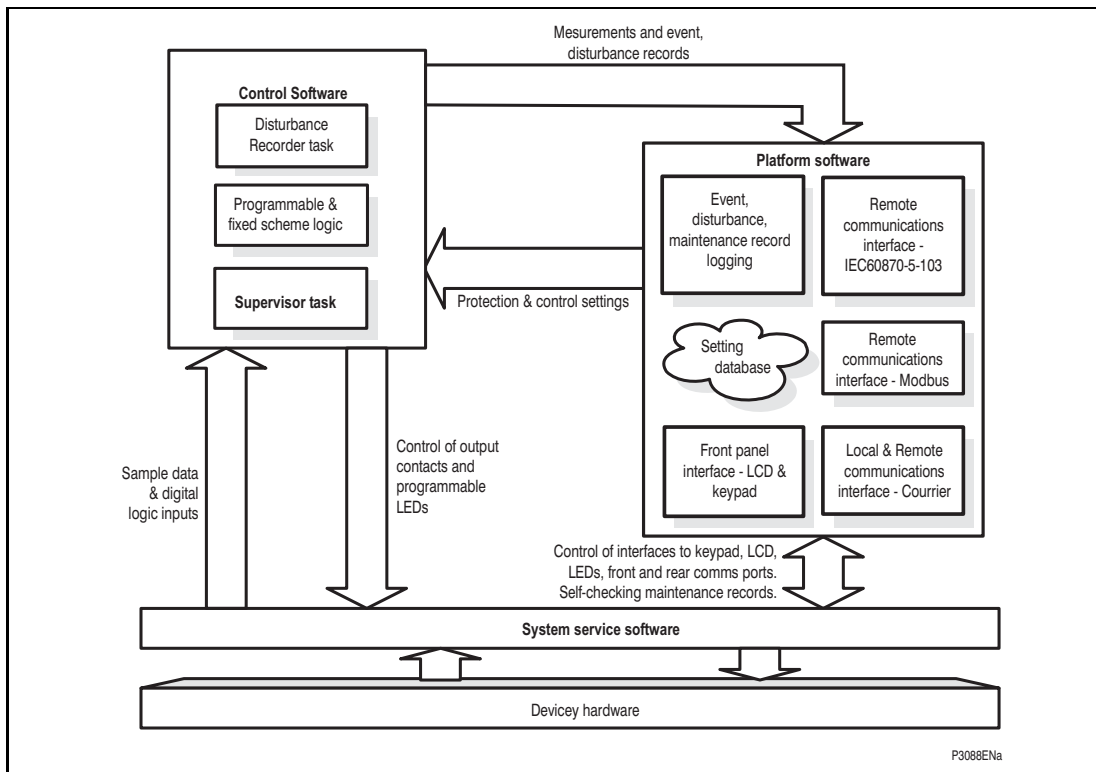 Mesurements and event,
disturbance records
Control Software
Disturbance
Recorder task
Programmable &
fixed scheme logic
Supervisor task
Platform software
Event,
disturbance,
maintenance record
logging
Remote
communications
interface -
IEC60870-5-103
Protection & control settings
Setting
database
Remote
communications
interface - Modbus
Front panel
interface - LCD &
keypad
Local & Remote
communications
interface - Courrier
Sample data
& digital
logic inputs
Control of output
contacts and
programmable
LEDs
Control of interfaces to keypad, LCD,
LEDs, front and rear comms ports.
Self-checking maintenance records.
System service software
Devicey hardware
P3088ENa